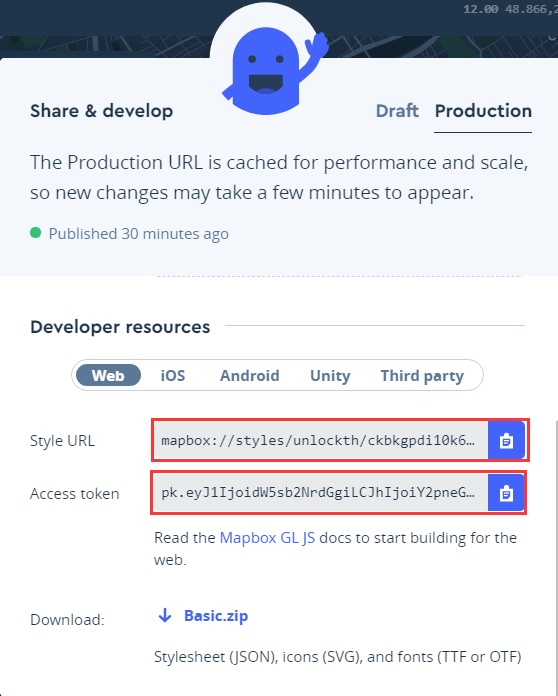 12.00 48.866,2
Share & develop
Draft Production
The Production URL is cached for performance and scale,
so new changes may take a few minutes to appear.
Published 30 minutes ago
Developer resources
Web iOS Android Unity Third party
Style URL mapbox://styles/unlockth/ckbkgpdi10k6…
Access token pk.eyJ1IjoidW5sb2NrdGgiLCJhIjoiY2pneG…
Read the Mapbox GL JS docs to start building for the
web.
Download: Basic.zip
Stylesheet (JSON), icons (SVG), and fonts (TTF or OTF)